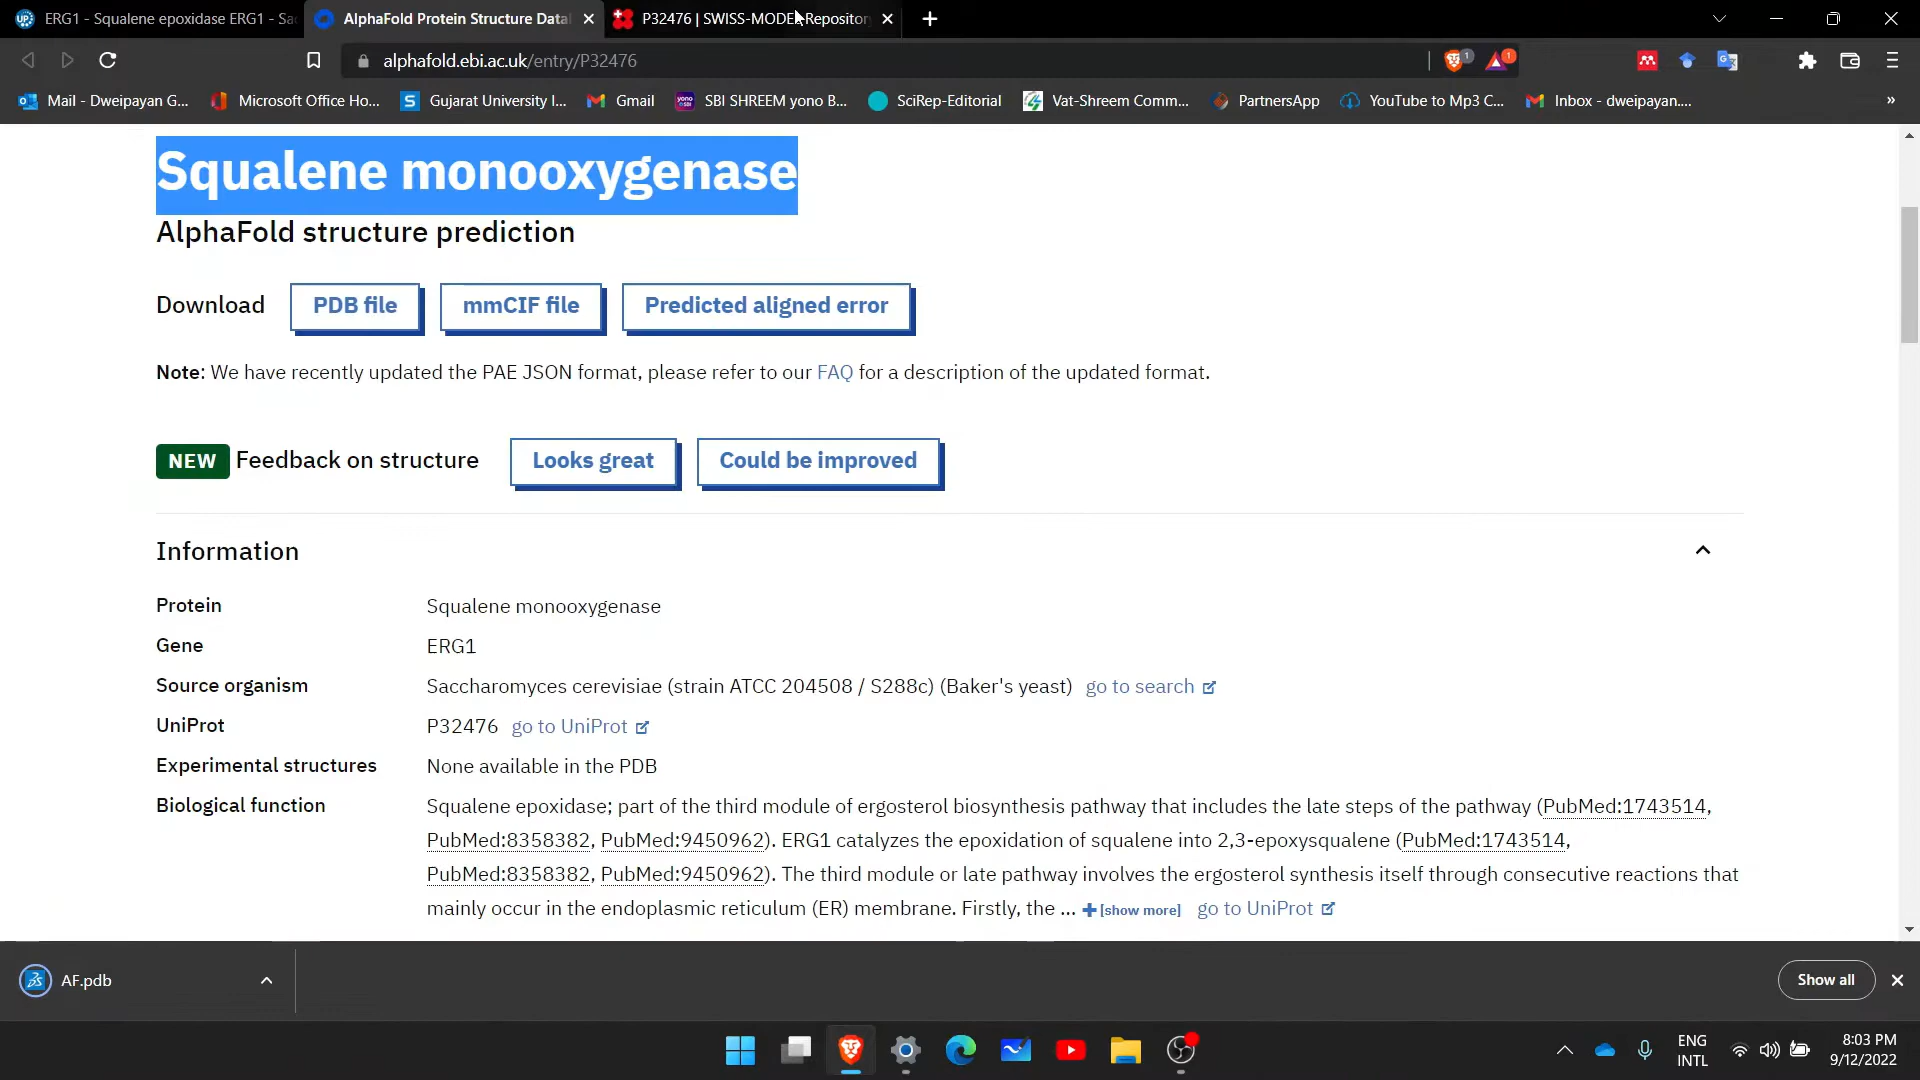 ERG1 - Squalene epoxidase ERG1 - Sa
AlphaFold Protein Structure Data
P32476 | SWISS-MODEL Repository
alphafold.ebi.ac.uk/entry/P32476
1
1
Mail - Dweipayan G...
Microsoft Office Ho...
Gujarat University I...
Gmail
yono
SBI SHREEM yono B...
SciRep-Editorial
Vat-Shreem Comm...
PartnersApp
YouTube to Mp3 C...
Inbox - dweipayan....
»
Squalene monooxygenase
AlphaFold structure prediction
Download
PDB file
mmCIF file
Predicted aligned error
Note: We have recently updated the PAE JSON format, please refer to our FAQ for a description of the updated format.
NEW
Feedback on structure
Looks great
Could be improved
Information
Protein
Squalene monooxygenase
Gene
ERG1
Source organism
Saccharomyces cerevisiae (strain ATCC 204508 / S288c) (Baker's yeast) go to search
UniProt
P32476 go to UniProt
Experimental structures
None available in the PDB
Biological function
Squalene epoxidase; part of the third module of ergosterol biosynthesis pathway that includes the late steps of the pathway (PubMed:1743514,
PubMed:8358382, PubMed:9450962). ERG1 catalyzes the epoxidation of squalene into 2,3-epoxysqualene (PubMed:1743514,
PubMed:8358382, PubMed:9450962). The third module or late pathway involves the ergosterol synthesis itself through consecutive reactions that
mainly occur in the endoplasmic reticulum (ER) membrane. Firstly, the ... +[show more] go to UniProt
AF.pdb
Show all
ENG
INTL
8:03 PM
9/12/2022